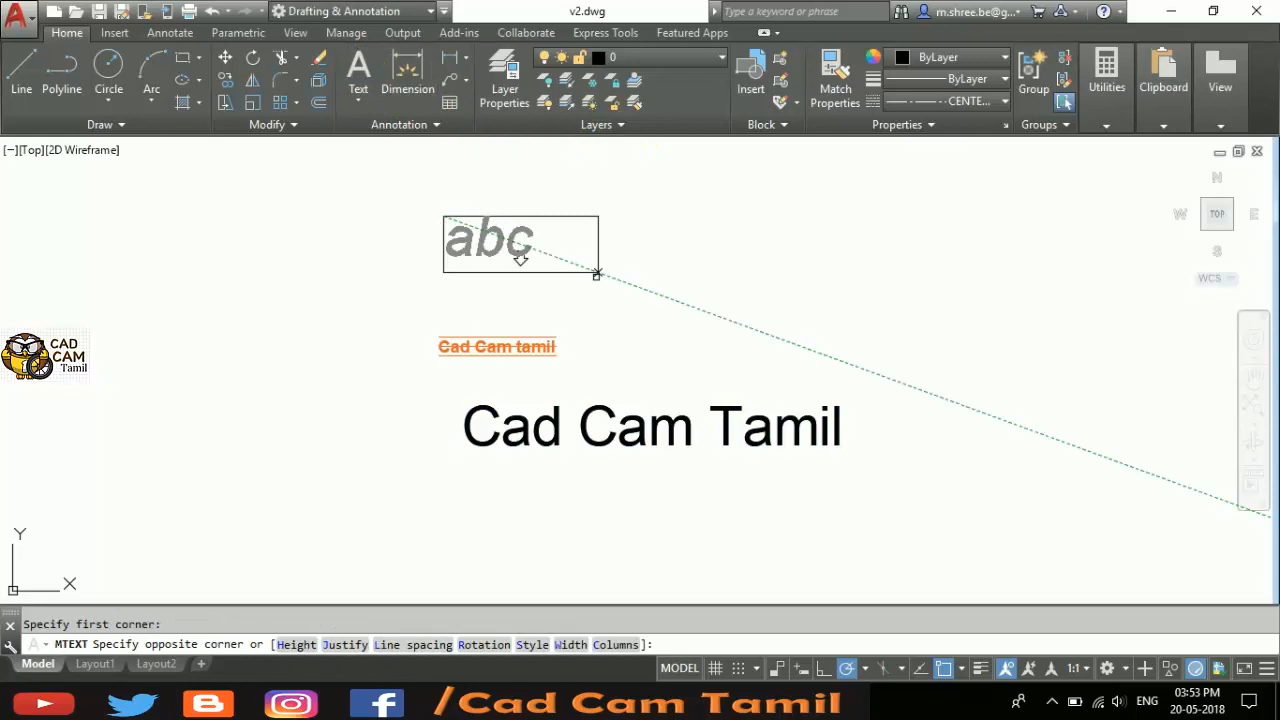 Drafting & Annotation
v2.dwg
Type a keyword or phrase
m.shree.be@g...
Home Insert Annotate Parametric View Manage Output Add-ins Collaborate Express Tools Featured Apps
Line Polyline Circle Arc Text Dimension Layer Properties 0 Insert Match Properties ByLayer ByLayer CENTE... Group Utilities Clipboard View
Draw Modify Annotation Layers Block Properties Groups
[−][Top][2D Wireframe]
N
W TOP E
S
WCS
abc
CAD
CAM
Tamil
Cad Cam tamil
Cad Cam Tamil
Y
X
Specify first corner:
MTEXT Specify opposite corner or [Height Justify Line spacing Rotation Style Width Columns]:
Model Layout1 Layout2 +
MODEL 1:1
/Cad Cam Tamil
ENG
03:53 PM
20-05-2018